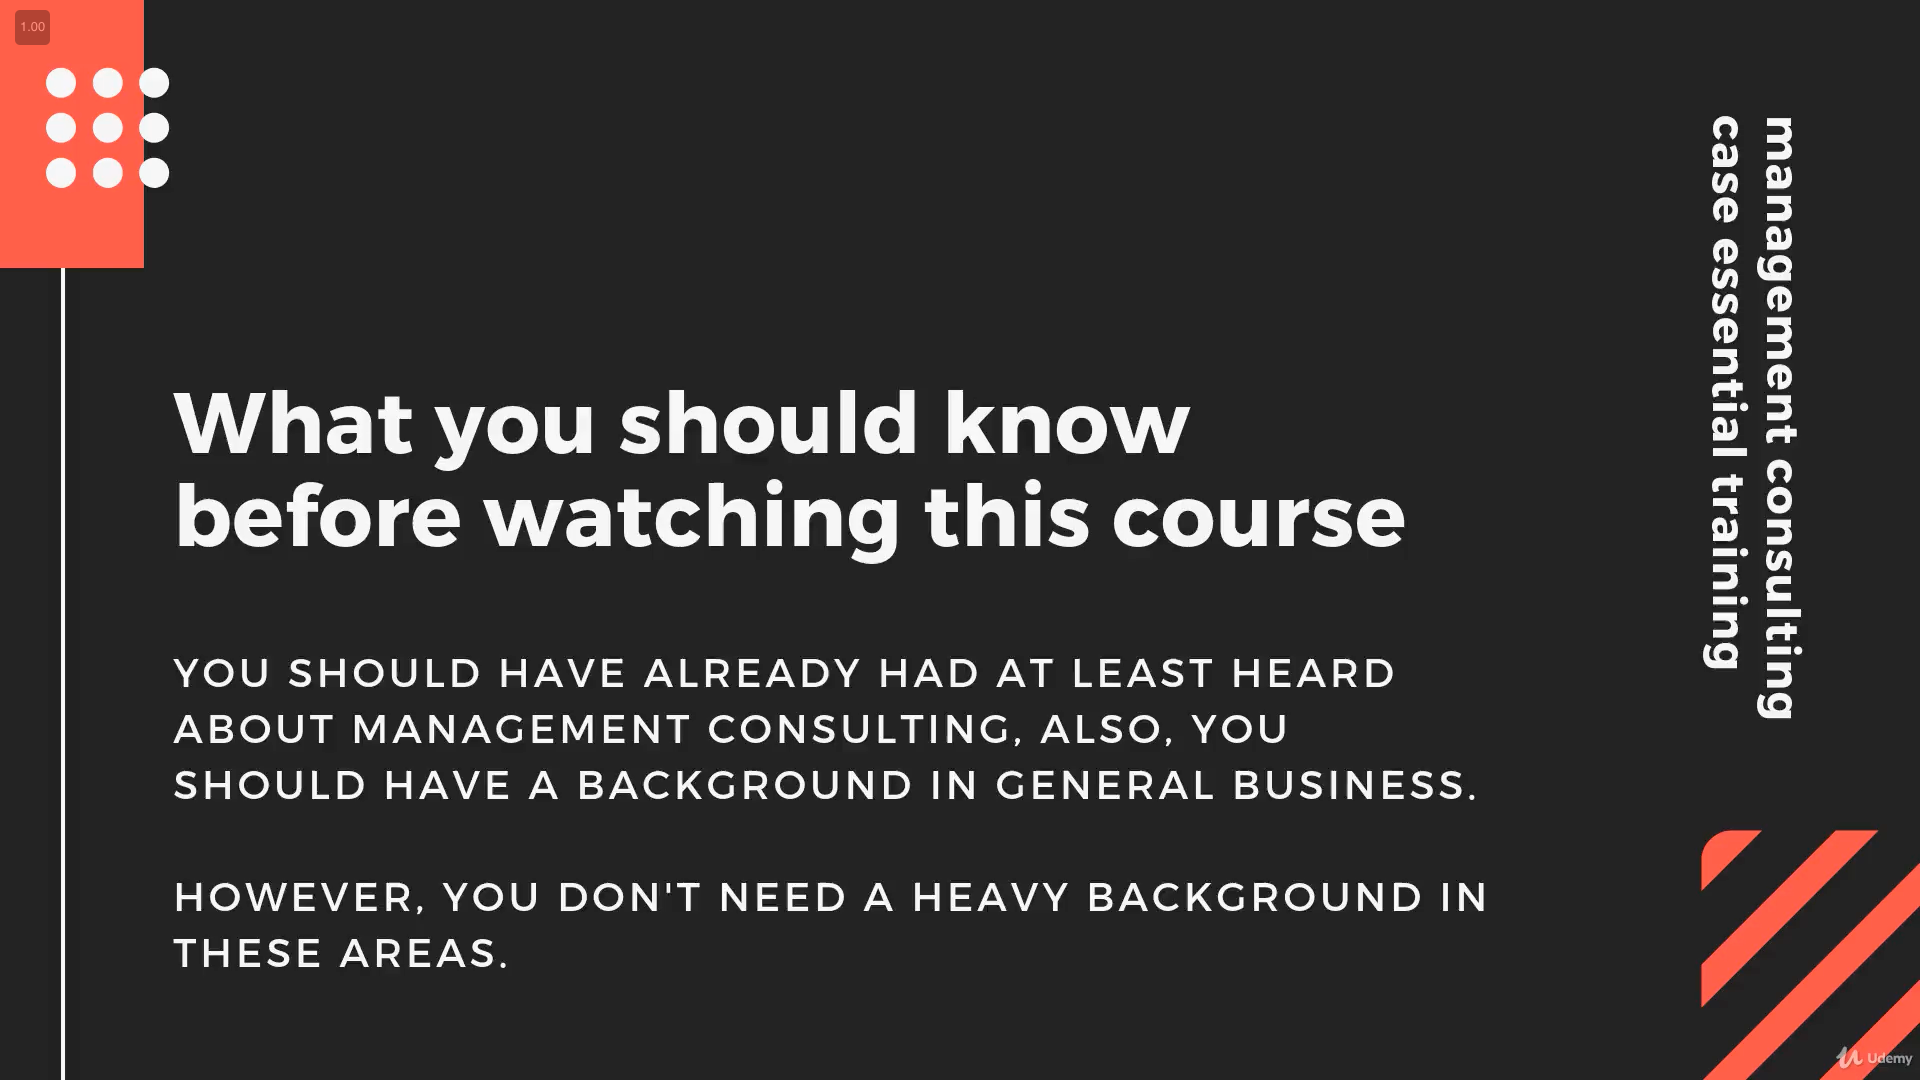 1.00
What you should know
before watching this course
YOU SHOULD HAVE ALREADY HAD AT LEAST HEARD
ABOUT MANAGEMENT CONSULTING, ALSO, YOU
SHOULD HAVE A BACKGROUND IN GENERAL BUSINESS.
HOWEVER, YOU DON'T NEED A HEAVY BACKGROUND IN
THESE AREAS.
management consulting
case essential training
Udemy